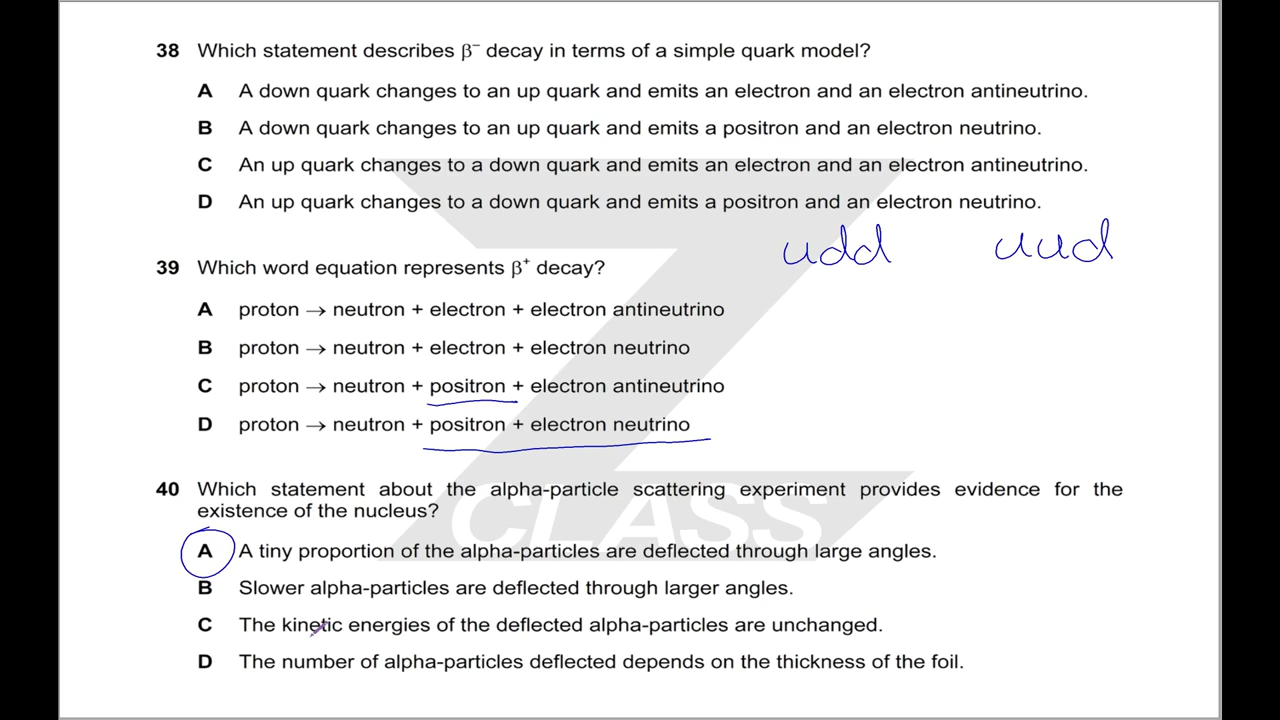 38 Which statement describes β⁻ decay in terms of a simple quark model?
A A down quark changes to an up quark and emits an electron and an electron antineutrino.
B A down quark changes to an up quark and emits a positron and an electron neutrino.
C An up quark changes to a down quark and emits an electron and an electron antineutrino.
D An up quark changes to a down quark and emits a positron and an electron neutrino.
udd uud
39 Which word equation represents β⁺ decay?
A proton → neutron + electron + electron antineutrino
B proton → neutron + electron + electron neutrino
C proton → neutron + positron + electron antineutrino
D proton → neutron + positron + electron neutrino
40 Which statement about the alpha-particle scattering experiment provides evidence for the
existence of the nucleus?
CLASS
A A tiny proportion of the alpha-particles are deflected through large angles.
B Slower alpha-particles are deflected through larger angles.
C The kinetic energies of the deflected alpha-particles are unchanged.
D The number of alpha-particles deflected depends on the thickness of the foil.